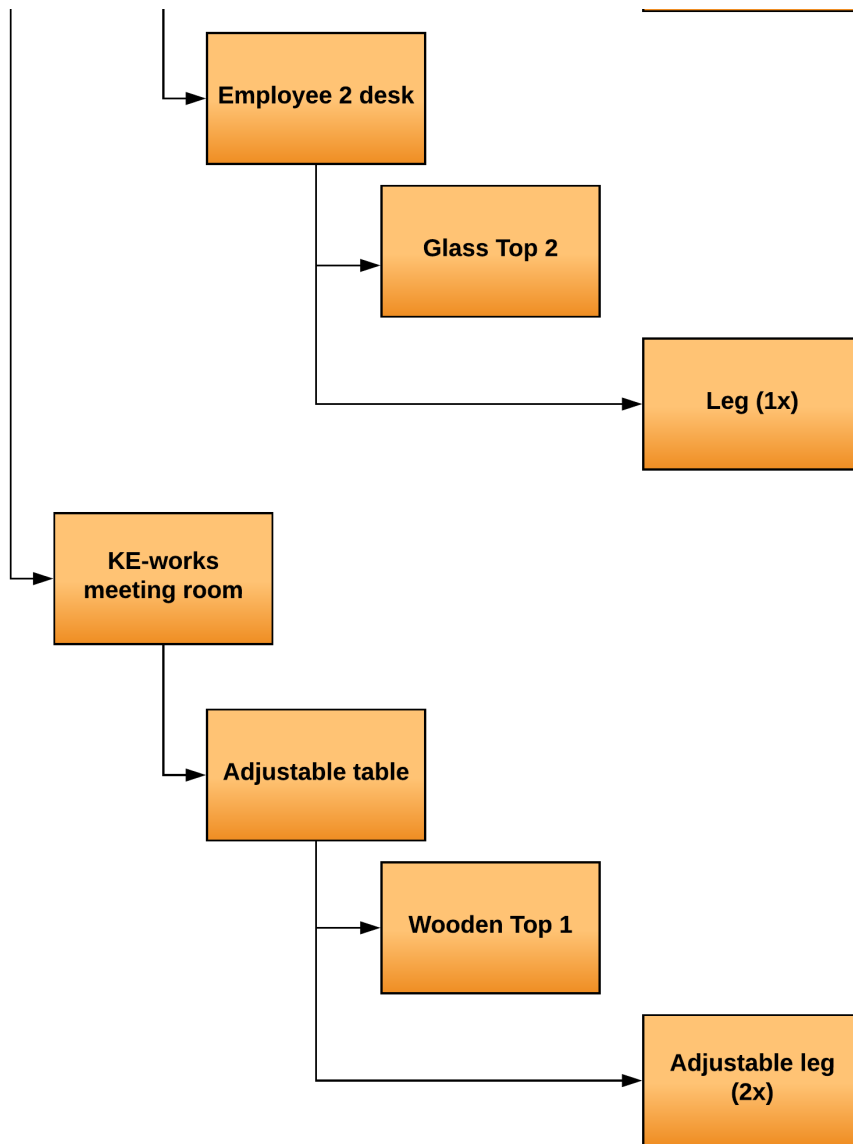 Employee 2 desk
Glass Top 2
Leg (1x)
KE-works
meeting room
Adjustable table
Wooden Top 1
Adjustable leg
(2x)